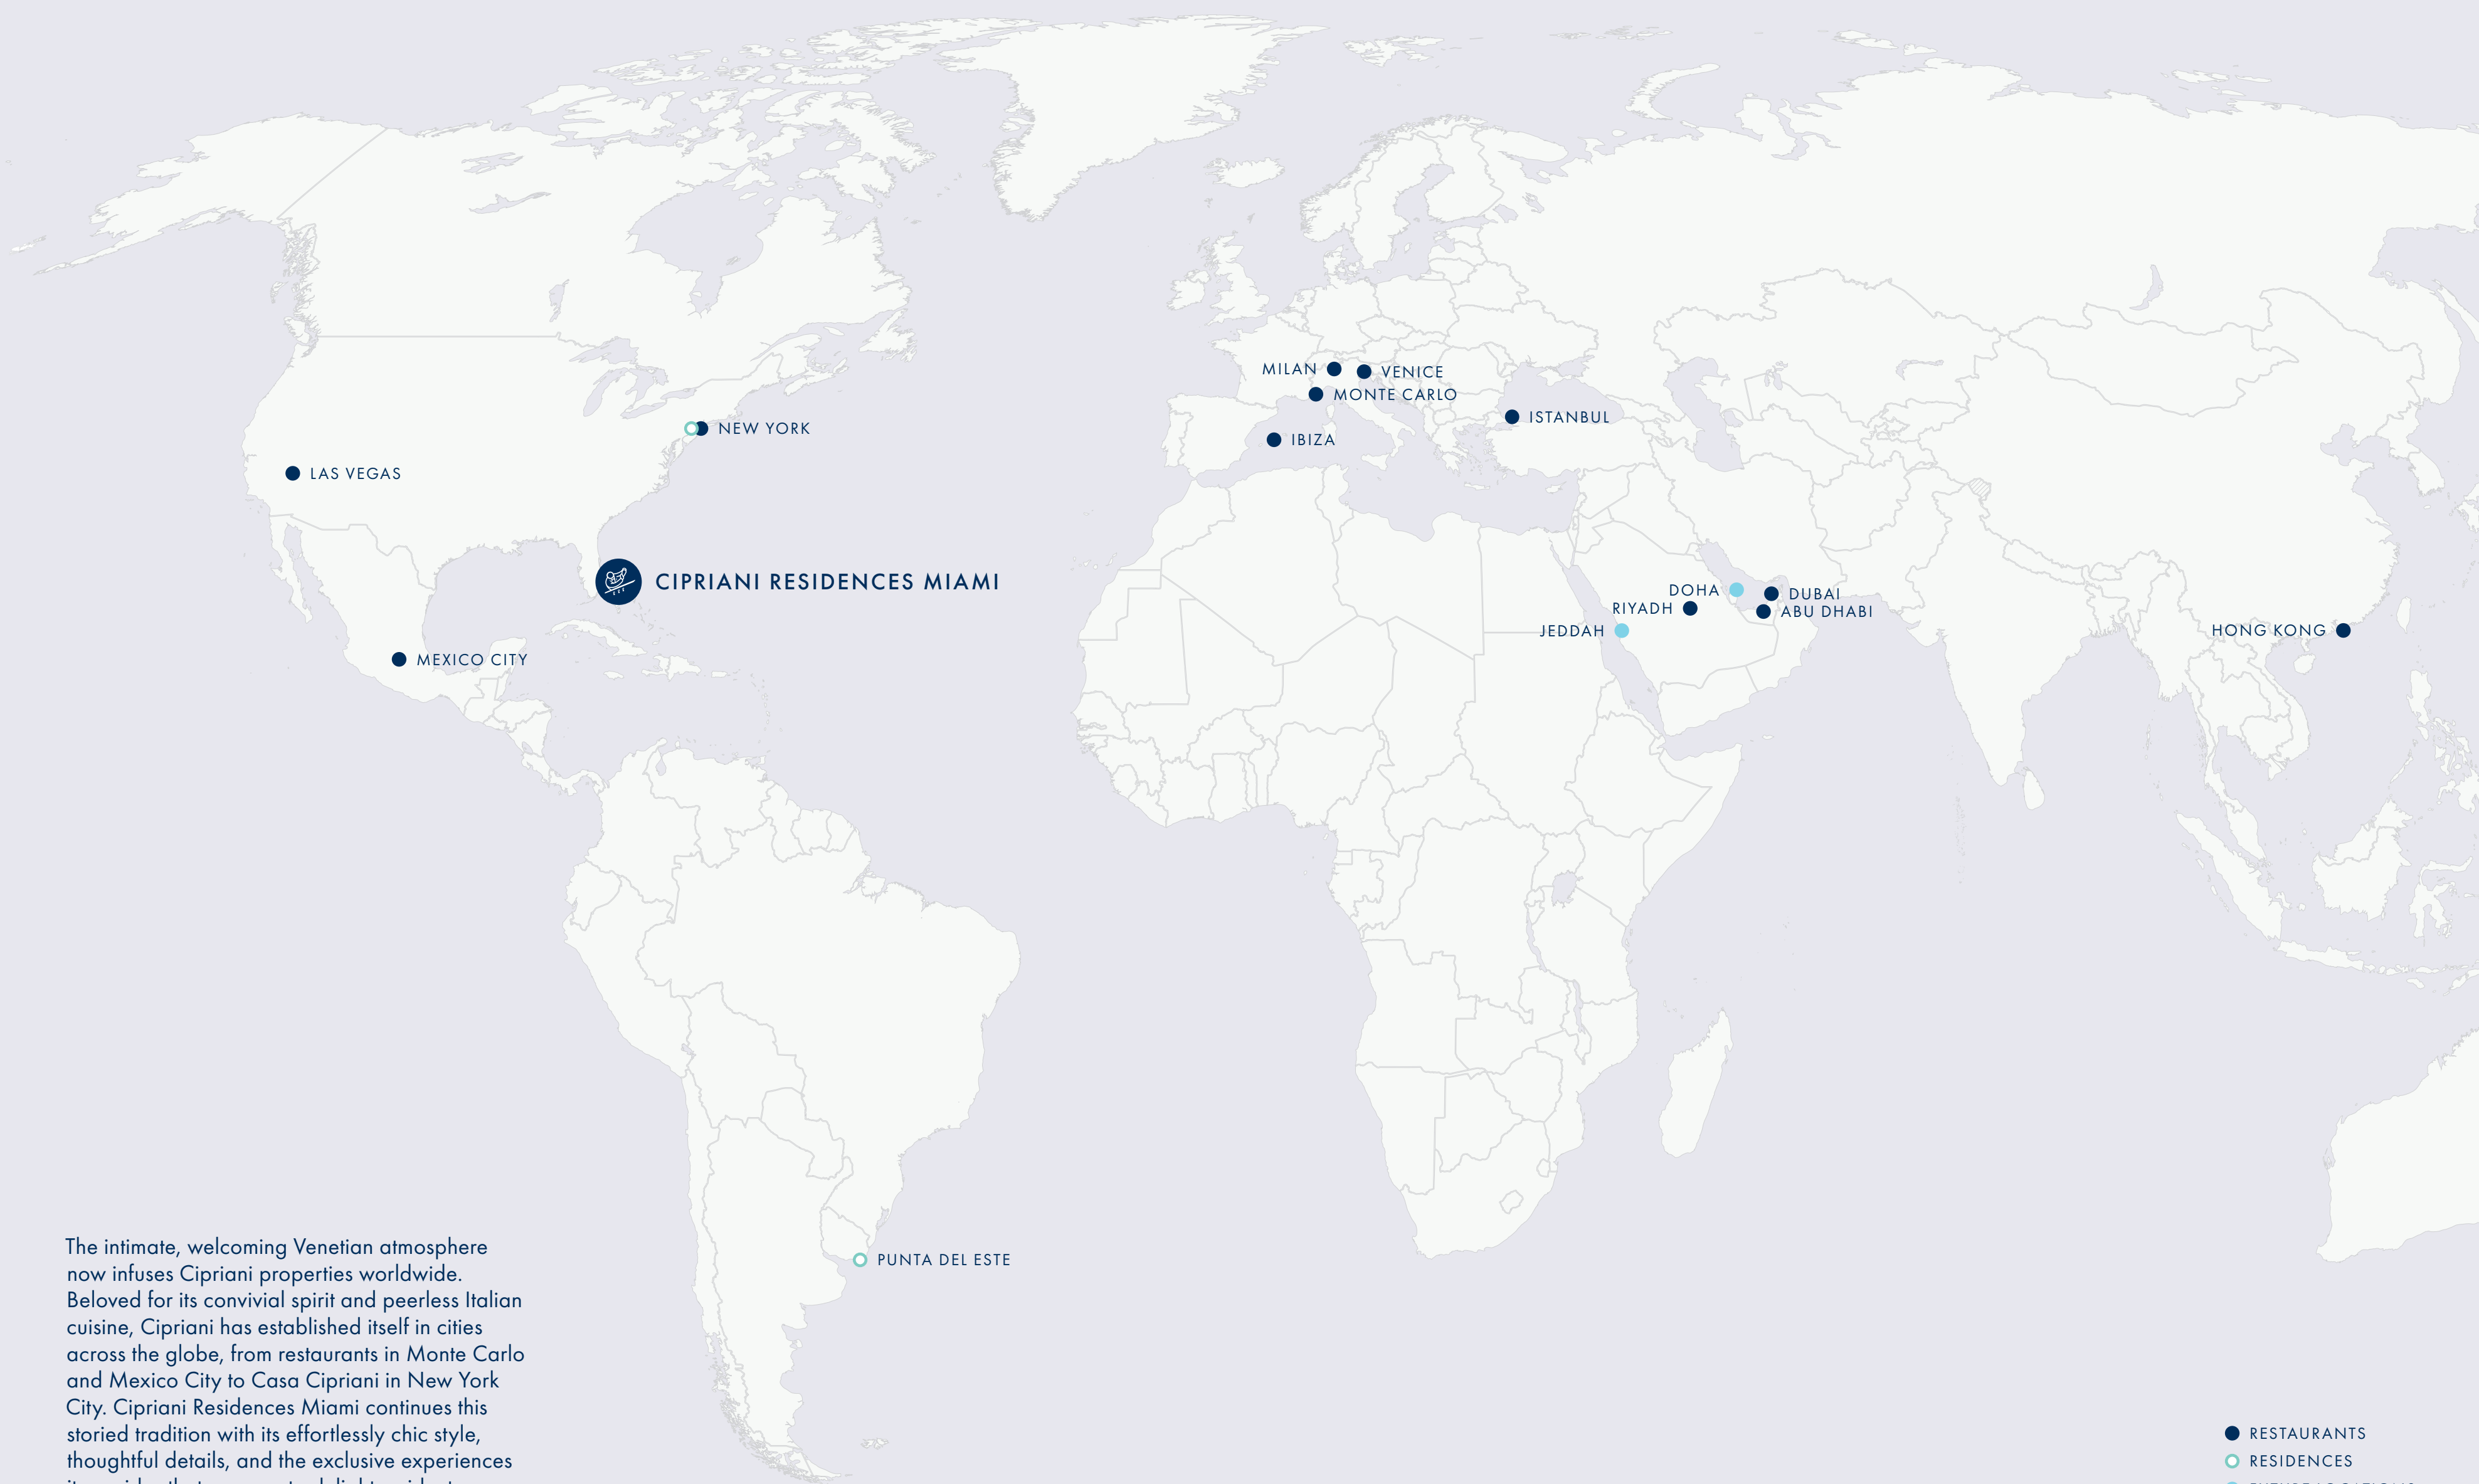 MILAN
VENICE
MONTE CARLO
ISTANBUL
NEW YORK
IBIZA
LAS VEGAS
CIPRIANI RESIDENCES MIAMI
DOHA
DUBAI
RIYADH
ABU DHABI
JEDDAH
HONG KONG
MEXICO CITY
PUNTA DEL ESTE
The intimate, welcoming Venetian atmosphere
now infuses Cipriani properties worldwide.
Beloved for its convivial spirit and peerless Italian
cuisine, Cipriani has established itself in cities
across the globe, from restaurants in Monte Carlo
and Mexico City to Casa Cipriani in New York
City. Cipriani Residences Miami continues this
storied tradition with its effortlessly chic style,
thoughtful details, and the exclusive experiences
RESTAURANTS
RESIDENCES